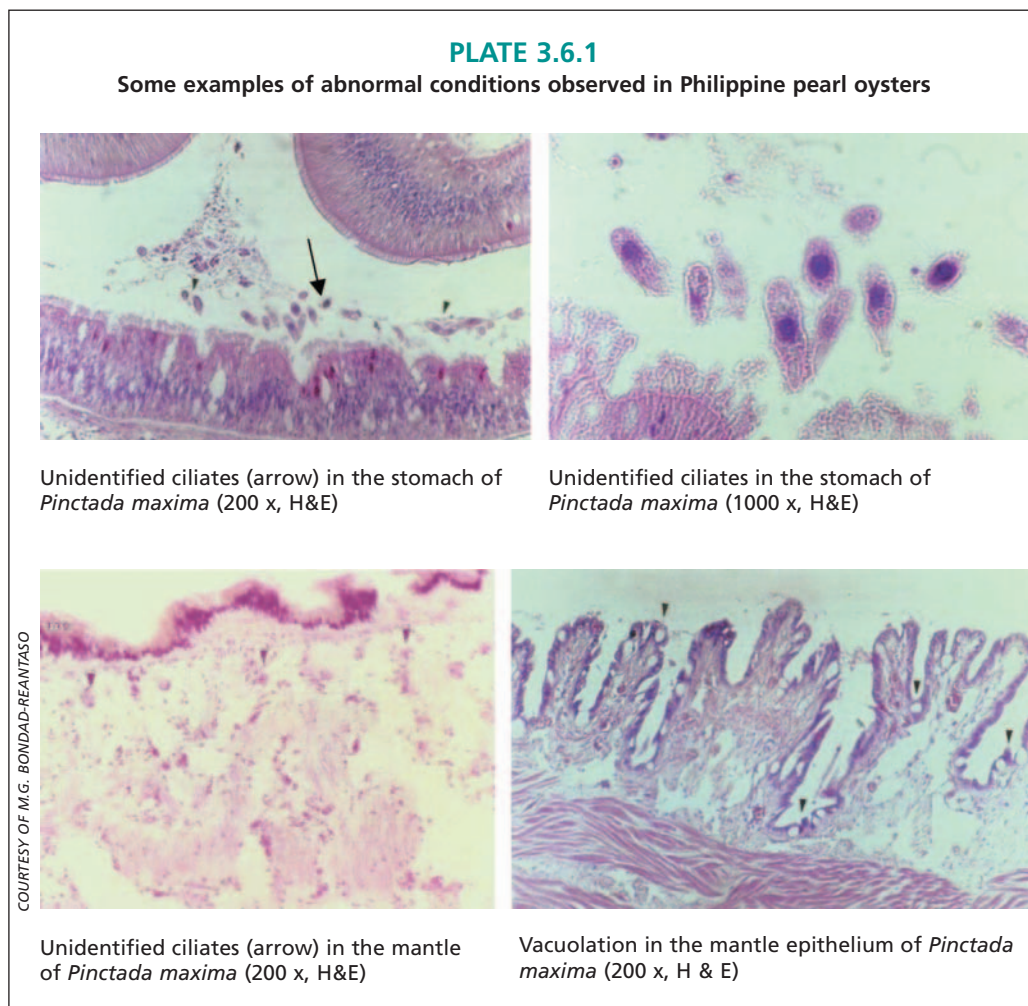 PLATE 3.6.1
Some examples of abnormal conditions observed in Philippine pearl oysters
Unidentified ciliates (arrow) in the stomach of
Pinctada maxima (200 x, H&E)
Unidentified ciliates in the stomach of
Pinctada maxima (1000 x, H&E)
COURTESY OF M.G. BONDAD-REANTASO
Unidentified ciliates (arrow) in the mantle
of Pinctada maxima (200 x, H&E)
Vacuolation in the mantle epithelium of Pinctada
maxima (200 x, H & E)